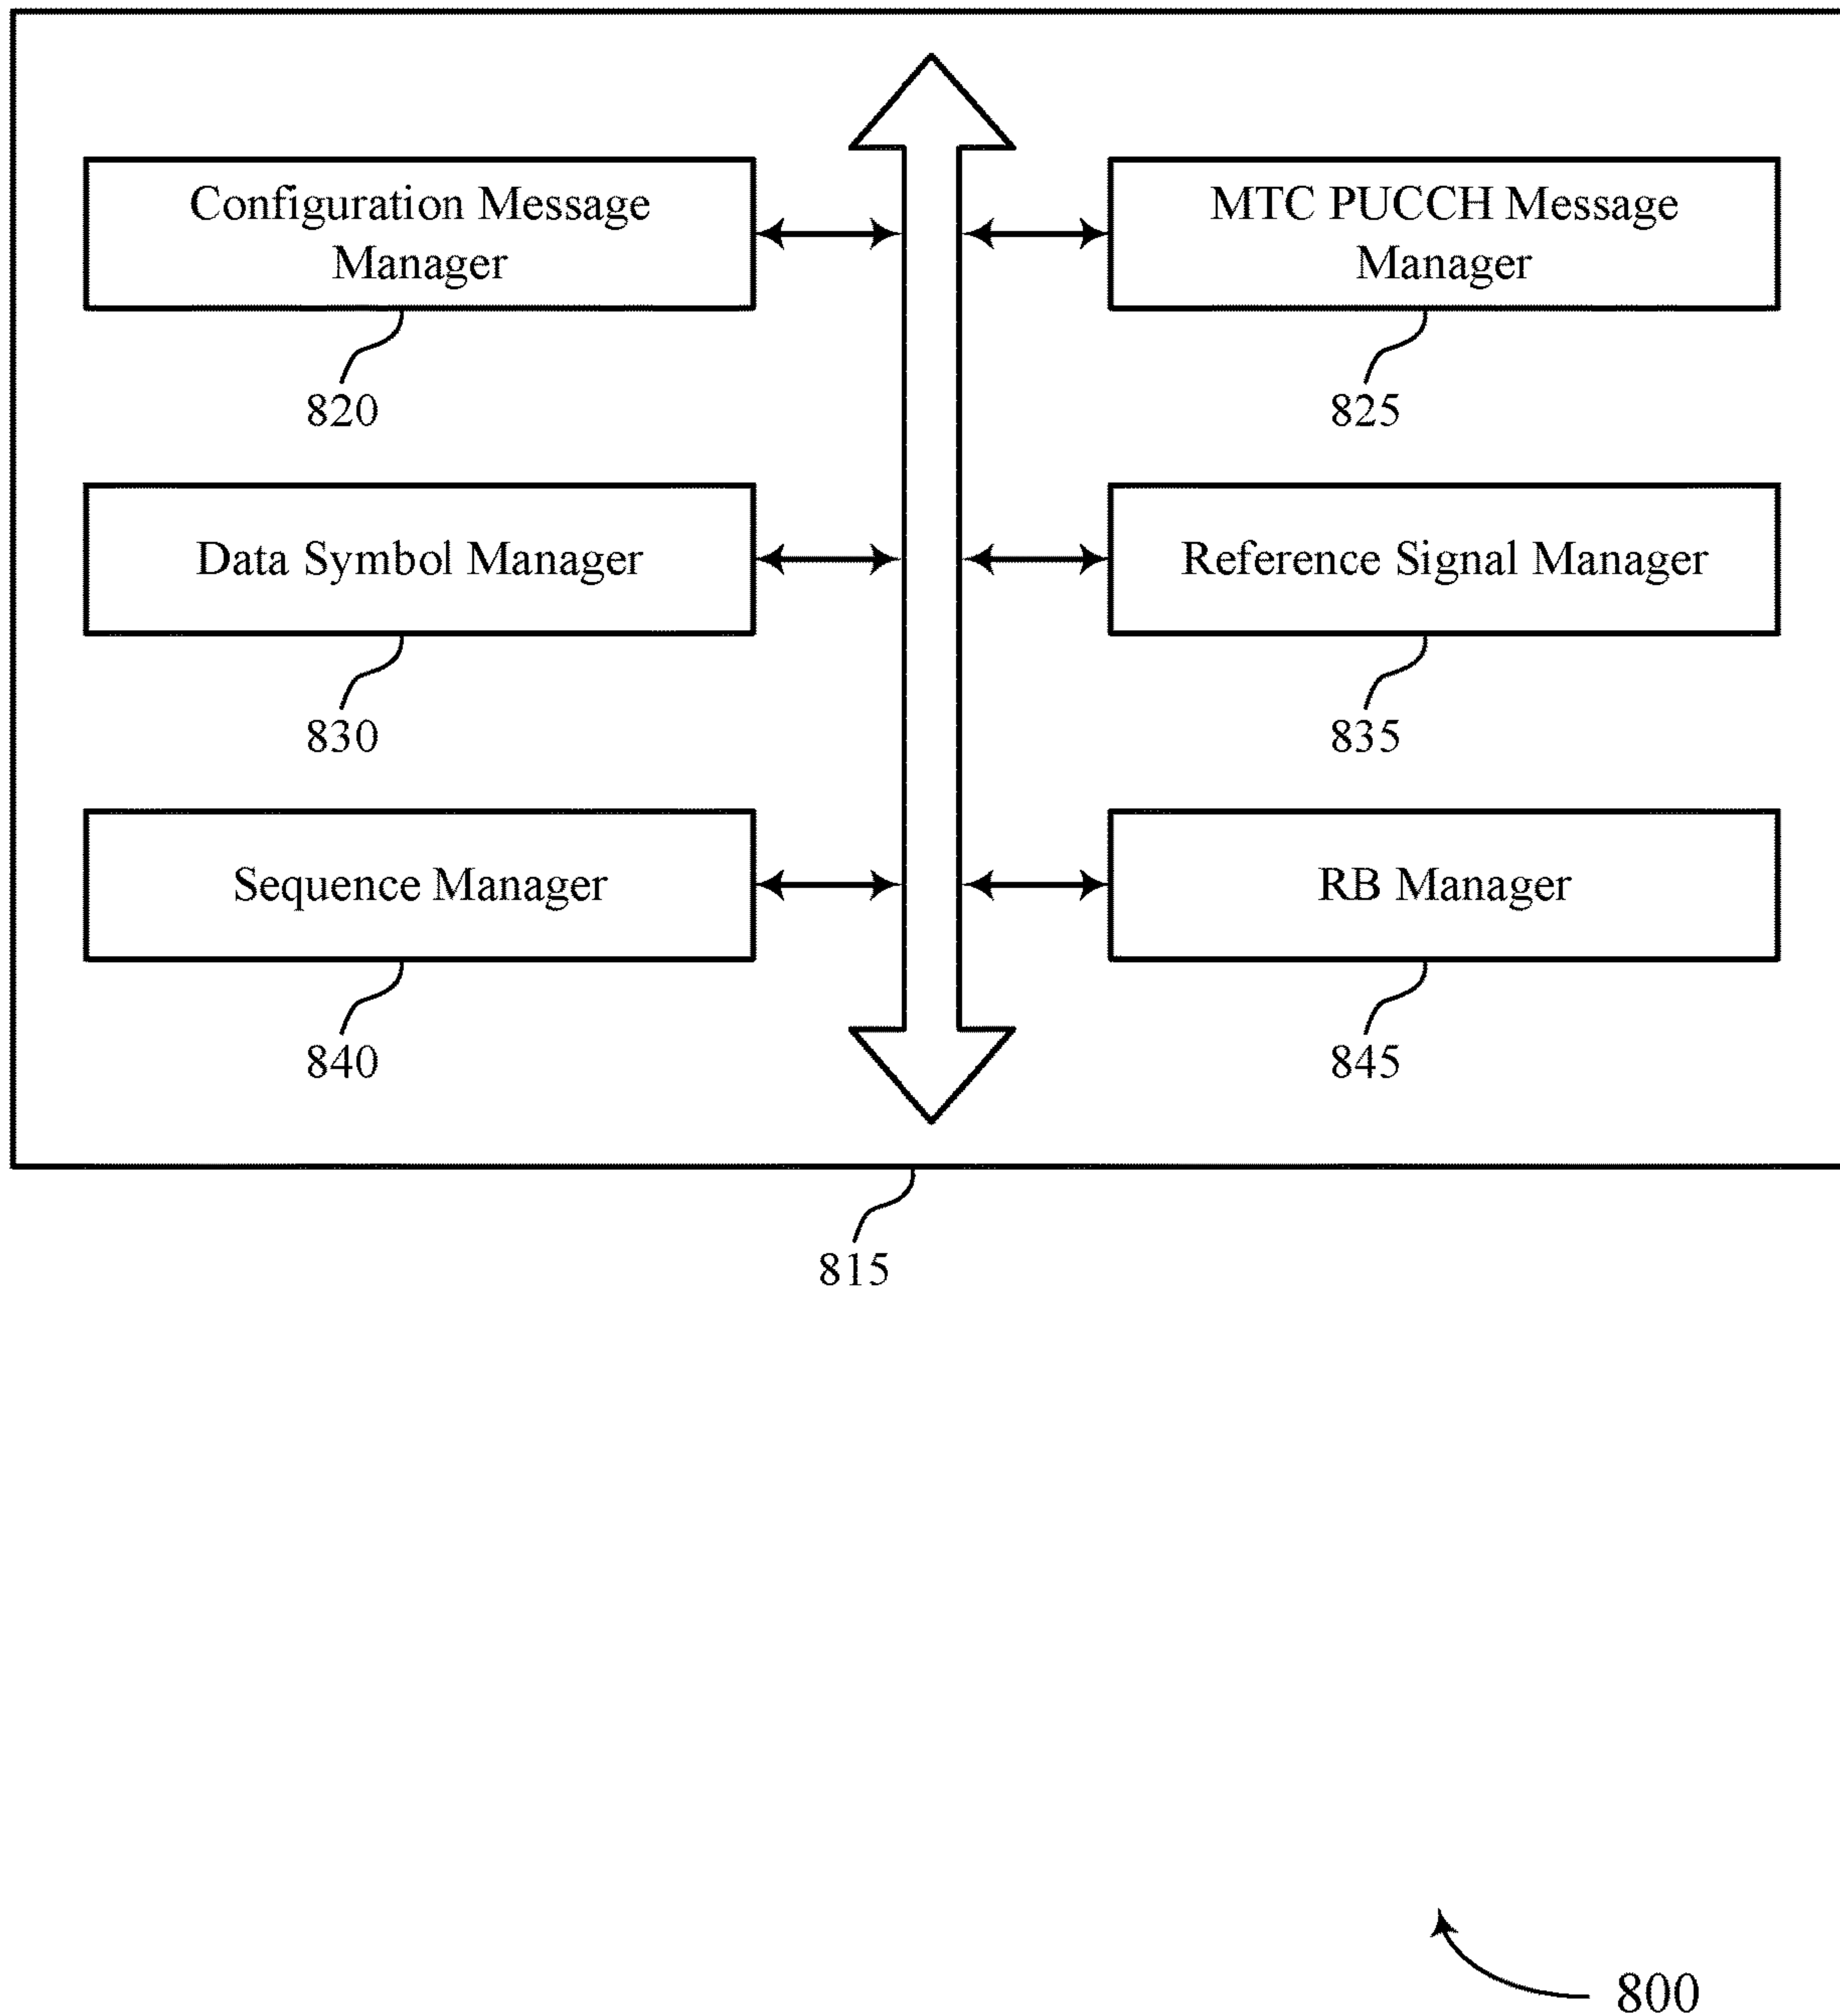 Configuration Message
Manager
820
MTC PUCCH Message
Manager
825
Data Symbol Manager
830
Reference Signal Manager
835
Sequence Manager
840
RB Manager
845
815
800